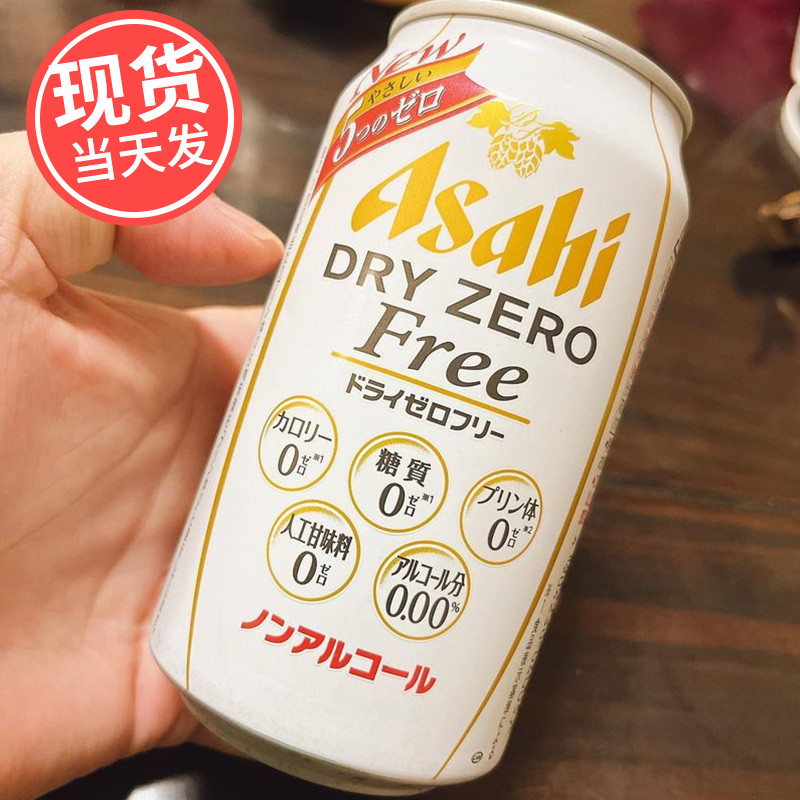 现货
当天发
New
やさしい
5つのゼロ
Asahi
DRY ZERO
Free
ドライゼロフリー
カロリー
0ゼロ※1
糖質
0ゼロ※1
プリン体
0ゼロ※2
人工甘味料
0ゼロ
アルコール分
0.00%
ノンアルコール